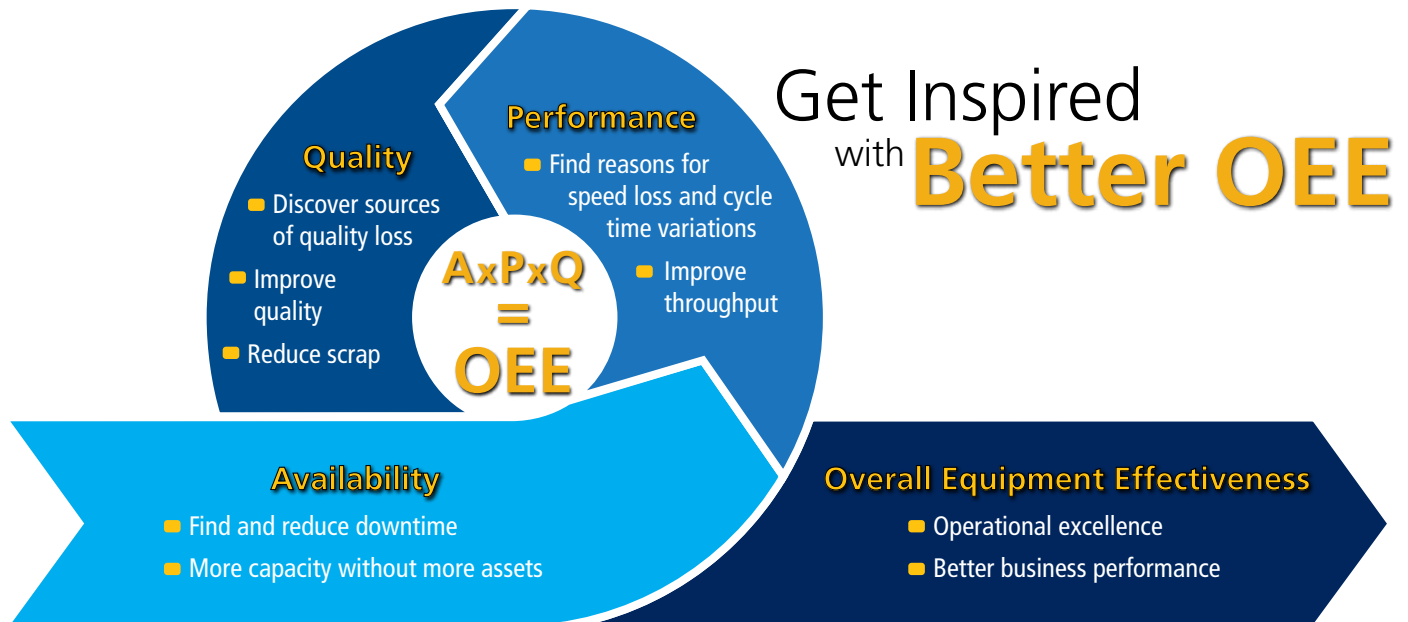 Get Inspired
with Better OEE
Quality
Discover sources
of quality loss
Improve
quality
Reduce scrap
Performance
Find reasons for
speed loss and cycle
time variations
Improve
throughput
AxPxQ
=
OEE
Availability
Find and reduce downtime
More capacity without more assets
Overall Equipment Effectiveness
Operational excellence
Better business performance